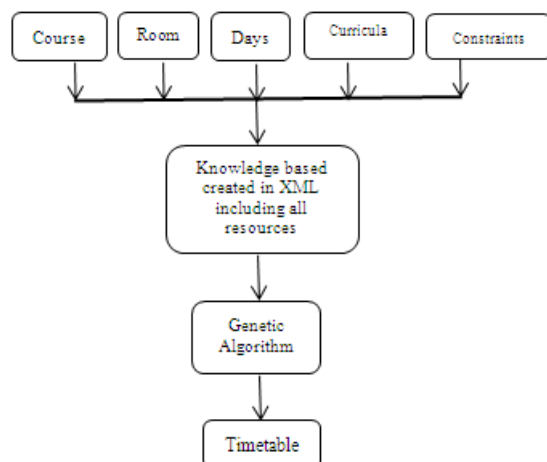 Course
Room
Days
Curricula
Constraints
Knowledge based
created in XML
including all
resources
Genetic
Algorithm
Timetable